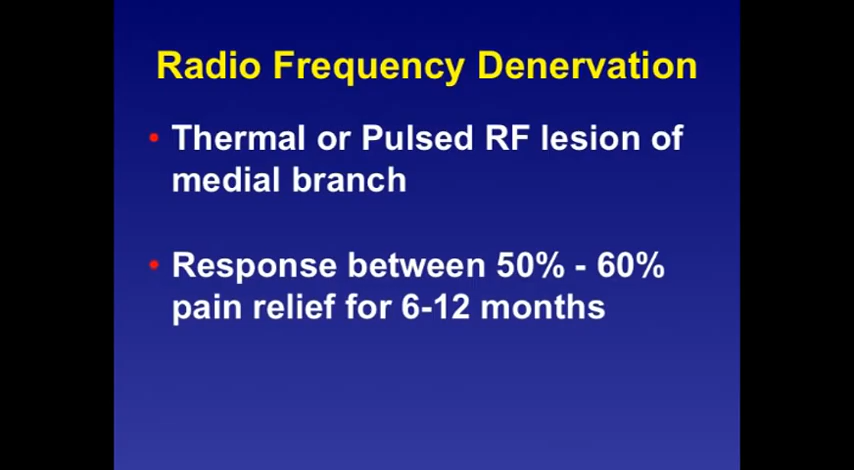 Radio Frequency Denervation
• Thermal or Pulsed RF lesion of
medial branch
• Response between 50% - 60%
pain relief for 6-12 months